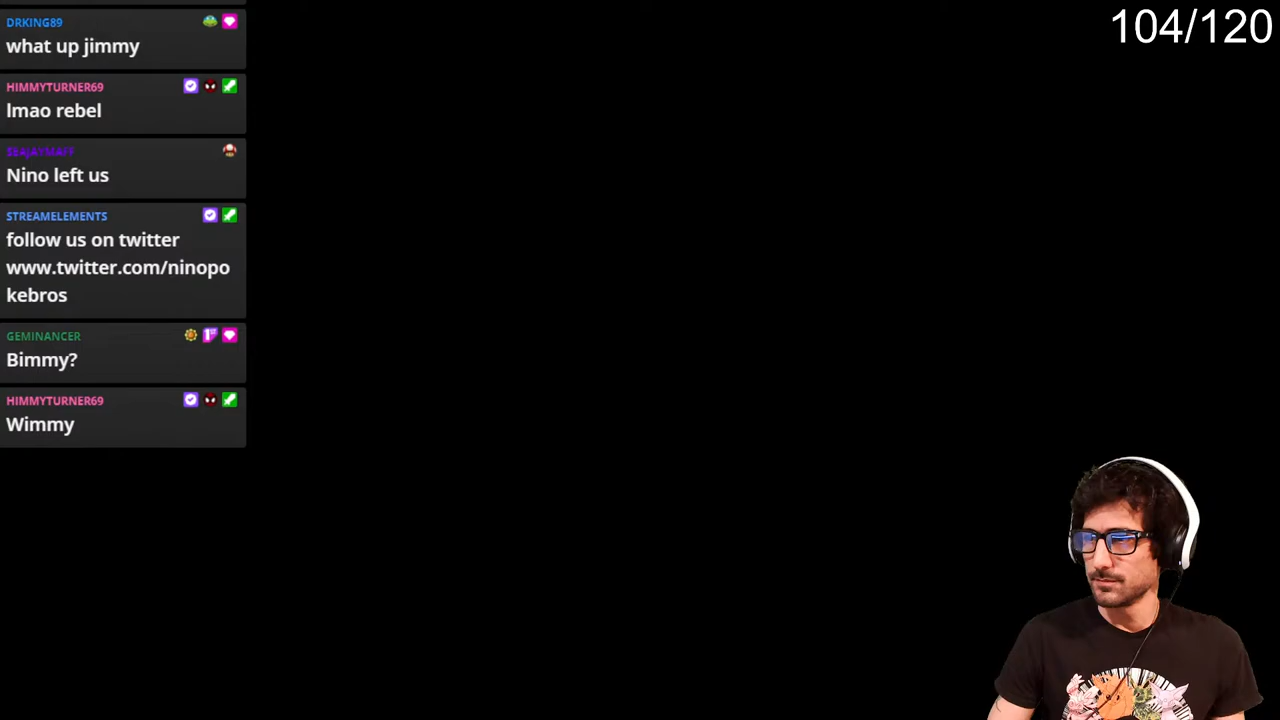 104/120
DRKING89
what up jimmy
HIMMYTURNER69
lmao rebel
SEAJAYMAFF
Nino left us
STREAMELEMENTS
follow us on twitter
www.twitter.com/ninopo
kebros
GEMINANCER
Bimmy?
HIMMYTURNER69
Wimmy